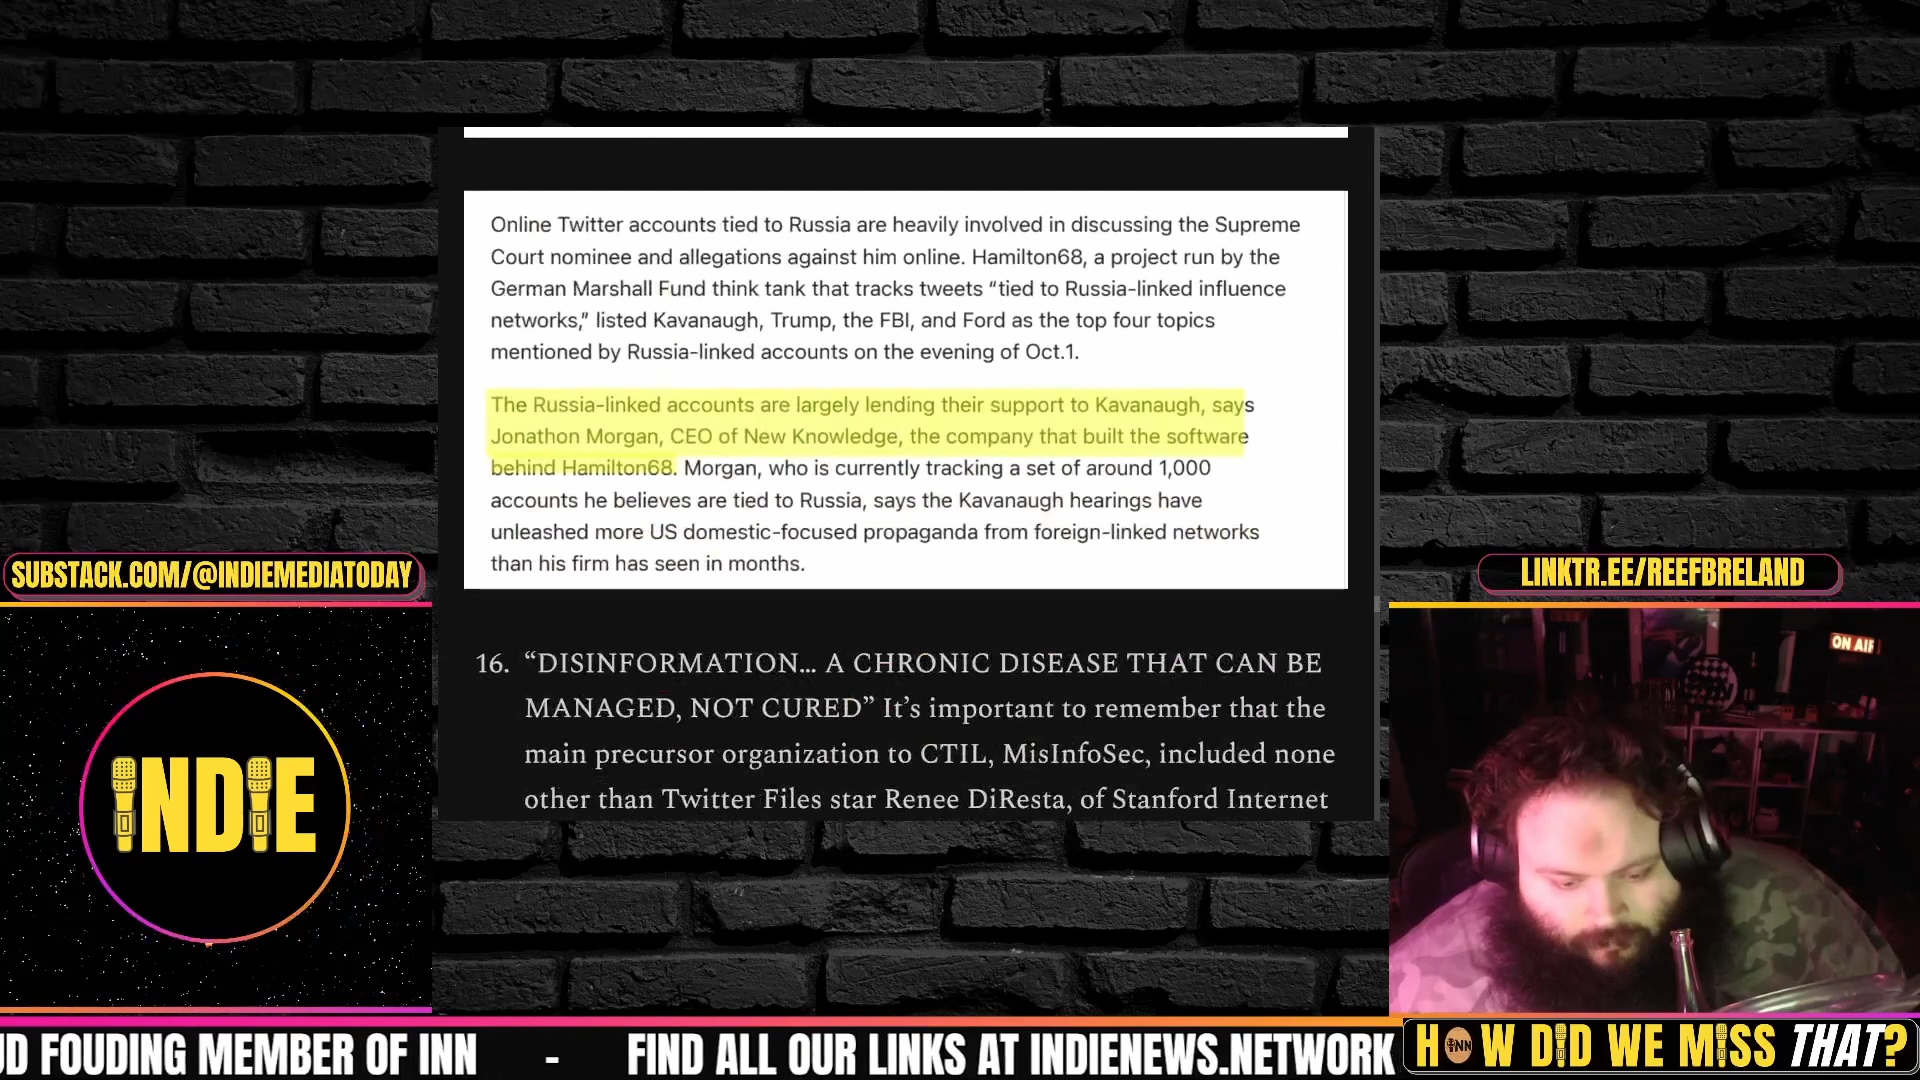 Online Twitter accounts tied to Russia are heavily involved in discussing the Supreme
Court nominee and allegations against him online. Hamilton68, a project run by the
German Marshall Fund think tank that tracks tweets “tied to Russia-linked influence
networks,” listed Kavanaugh, Trump, the FBI, and Ford as the top four topics
mentioned by Russia-linked accounts on the evening of Oct.1.
The Russia-linked accounts are largely lending their support to Kavanaugh, says
Jonathon Morgan, CEO of New Knowledge, the company that built the software
behind Hamilton68. Morgan, who is currently tracking a set of around 1,000
accounts he believes are tied to Russia, says the Kavanaugh hearings have
unleashed more US domestic-focused propaganda from foreign-linked networks
than his firm has seen in months.
16. “DISINFORMATION... A CHRONIC DISEASE THAT CAN BE
MANAGED, NOT CURED” It’s important to remember that the
main precursor organization to CTIL, MisInfoSec, included none
other than Twitter Files star Renee DiResta, of Stanford Internet
SUBSTACK.COM/@INDIEMEDIATODAY
INDIE
LINKTR.EE/REEFBRELAND
ON AIR
UD FOUDING MEMBER OF INN - FIND ALL OUR LINKS AT INDIENEWS.NETWORK
HOW DID WE MISS THAT?
INN